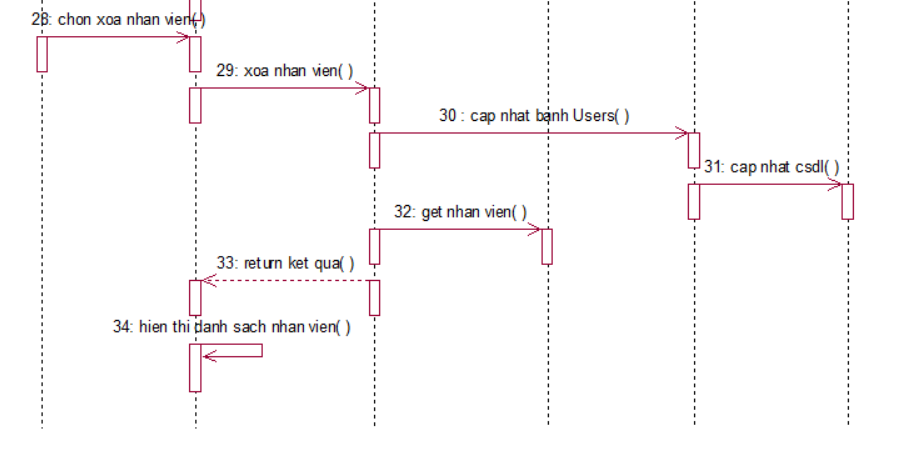 28: chon xoa nhan vien( )
29: xoa nhan vien( )
30 : cap nhat banh Users( )
31: cap nhat csdl( )
32: get nhan vien( )
33: return ket qua( )
34: hien thi danh sach nhan vien( )